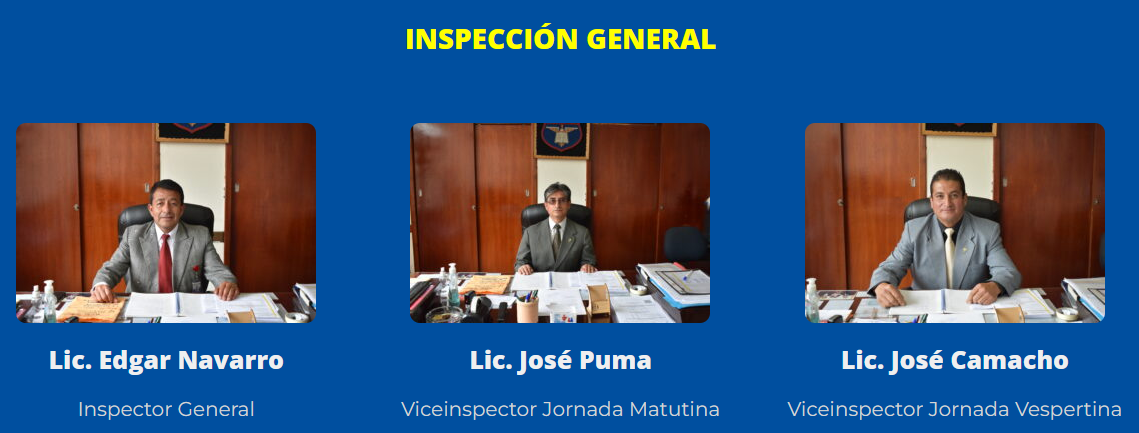 INSPECCIÓN GENERAL
Lic. Edgar Navarro
Lic. José Puma
Lic. José Camacho
Inspector General
Viceinspector Jornada Matutina
Viceinspector Jornada Vespertina